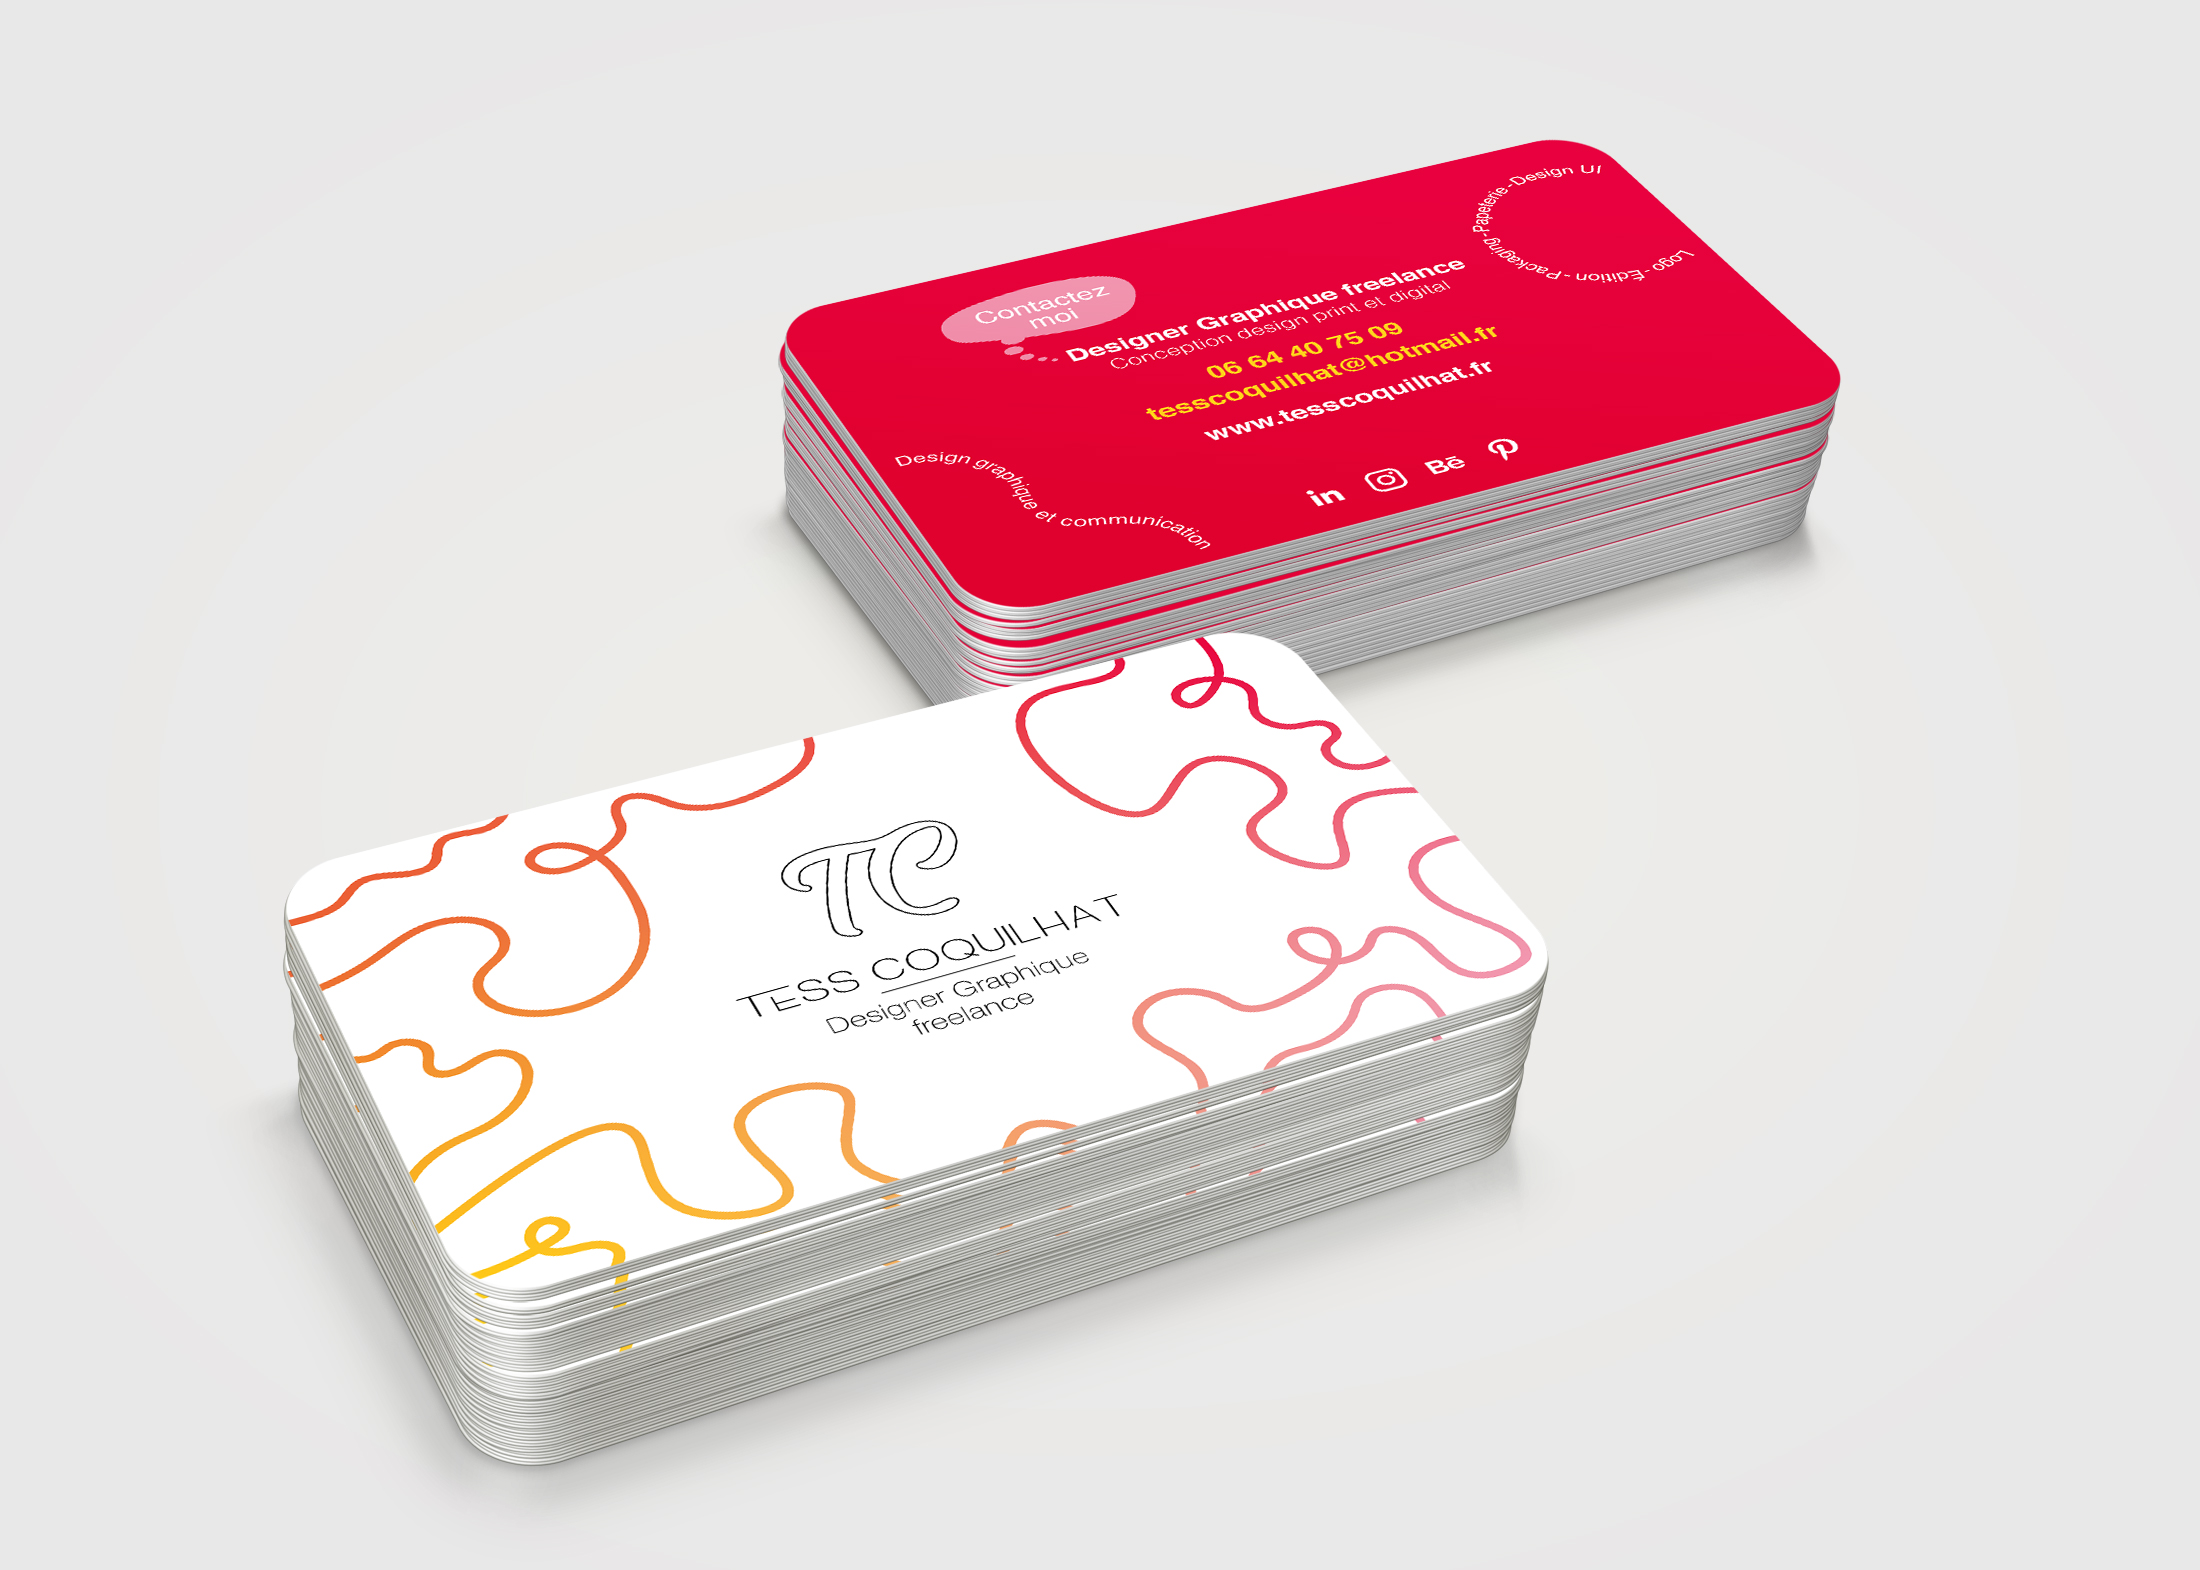 Logo - Édition - Packaging - Papeterie - Design UI
Contactez
moi
Designer Graphique freelance
Conception design print et digital
06 64 40 75 09
tesscoquilhat@hotmail.fr
www.tesscoquilhat.fr
in
Bē
Design graphique et communication
TC
TESS COQUILHAT
Designer Graphique
freelance